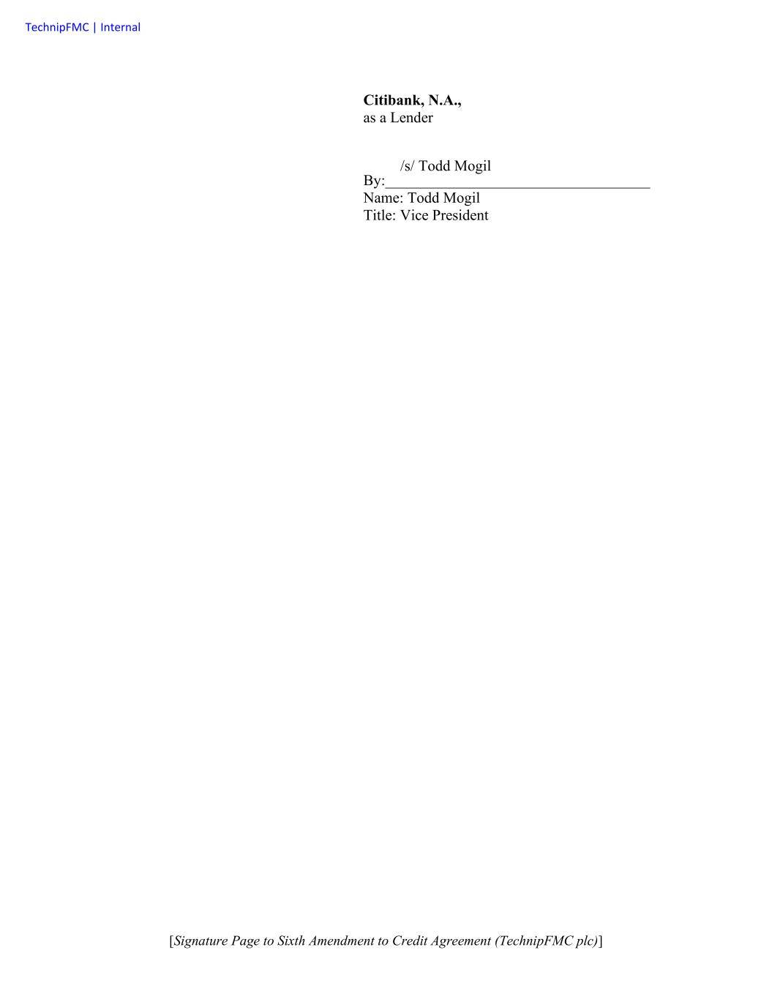 TechnipFMC | Internal
Citibank, N.A.,
as a Lender
/s/ Todd Mogil
By:____________________________________
Name: Todd Mogil
Title: Vice President
[Signature Page to Sixth Amendment to Credit Agreement (TechnipFMC plc)]